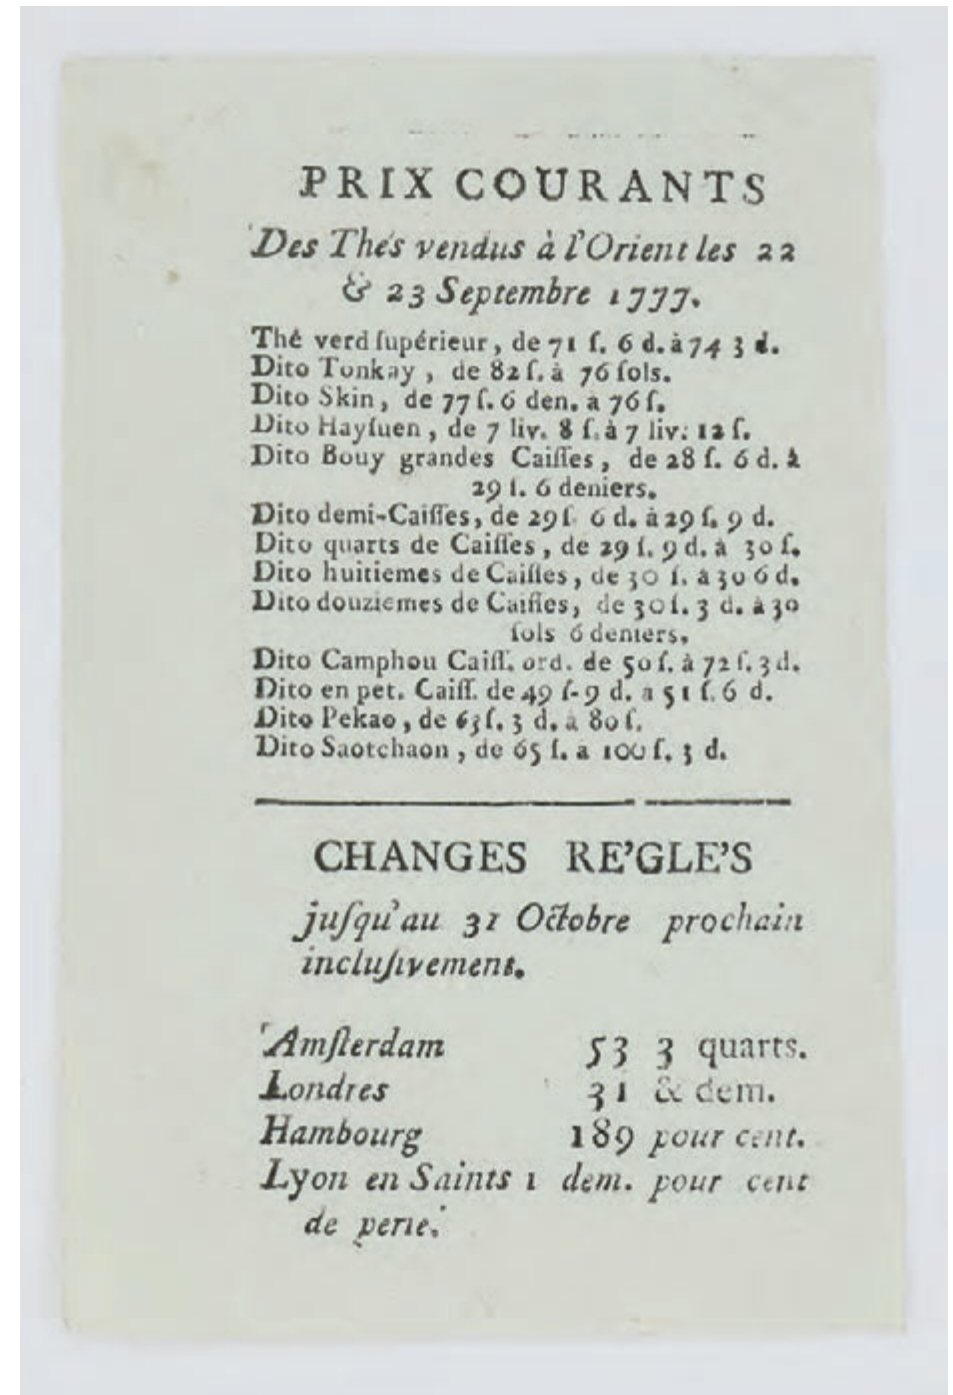 PRIX COURANTS
Des Thés vendus à l'Orient les 22
& 23 Septembre 1777.
Thé verd ſupérieur, de 71 ſ. 6 d. à 74 3 d.
Dito Tonkay, de 82 ſ. à 76 ſols.
Dito Skin, de 77 ſ. 6 den. a 76 ſ.
Dito Hayſuen, de 7 liv. 8 ſ. à 7 liv. 12 ſ.
Dito Bouy grandes Caiſſes, de 28 ſ. 6 d. à
29 ſ. 6 deniers.
Dito demi-Caiſſes, de 29 ſ. 6 d. à 29 ſ. 9 d.
Dito quarts de Caiſſes, de 29 ſ. 9 d. à 30 ſ.
Dito huitiemes de Caiſſes, de 30 ſ. à 30 6 d.
Dito douziemes de Caiſſes, de 30 ſ. 3 d. à 30
ſols 6 deniers.
Dito Camphou Caiſſ. ord. de 50 ſ. à 72 ſ. 3 d.
Dito en pet. Caiſſ. de 49 ſ- 9 d. a 51 ſ. 6 d.
Dito Pekao, de 63 ſ. 3 d. à 80 ſ.
Dito Saotchaon, de 65 ſ. a 100 ſ. 3 d.
CHANGES RE'GLE'S
juſqu'au 31 Octobre prochain
incluſivement.
Amſterdam 53 3 quarts.
Londres 31 & dem.
Hambourg 189 pour cent.
Lyon en Saints 1 dem. pour cent
de perte.